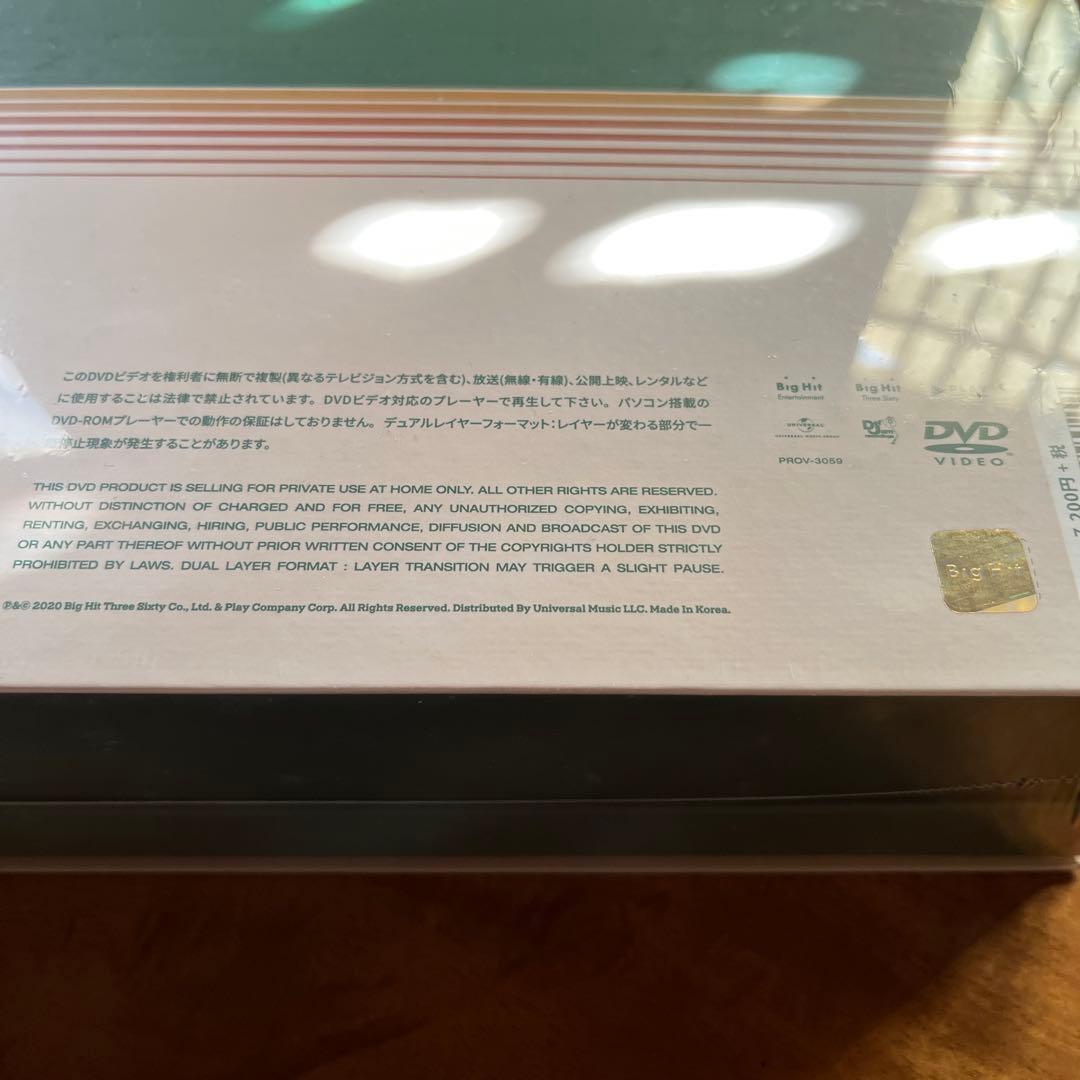 このDVDビデオを権利者に無断で複製(異なるテレビジョン方式を含む)、放送(無線・有線)、公開上映、レンタルなど
に使用することは法律で禁止されています。DVDビデオ対応のプレーヤーで再生して下さい。パソコン搭載の
DVD-ROMプレーヤーでの動作の保証はしておりません。デュアルレイヤーフォーマット:レイヤーが変わる部分で一
停止現象が発生することがあります。
THIS DVD PRODUCT IS SELLING FOR PRIVATE USE AT HOME ONLY. ALL OTHER RIGHTS ARE RESERVED.
WITHOUT DISTINCTION OF CHARGED AND FOR FREE, ANY UNAUTHORIZED COPYING, EXHIBITING,
RENTING, EXCHANGING, HIRING, PUBLIC PERFORMANCE, DIFFUSION AND BROADCAST OF THIS DVD
OR ANY PART THEREOF WITHOUT PRIOR WRITTEN CONSENT OF THE COPYRIGHTS HOLDER STRICTLY
PROHIBITED BY LAWS. DUAL LAYER FORMAT : LAYER TRANSITION MAY TRIGGER A SLIGHT PAUSE.
℗&© 2020 Big Hit Three Sixty Co., Ltd. & Play Company Corp. All Rights Reserved. Distributed By Universal Music LLC. Made In Korea.
Big Hit
Entertainment
Big Hit
Three Sixty
UNIVERSAL
UNIVERSAL MUSIC GROUP
Def Jam
recordings
DVD
VIDEO
PROV-3059
7,200円+税
Big Hit